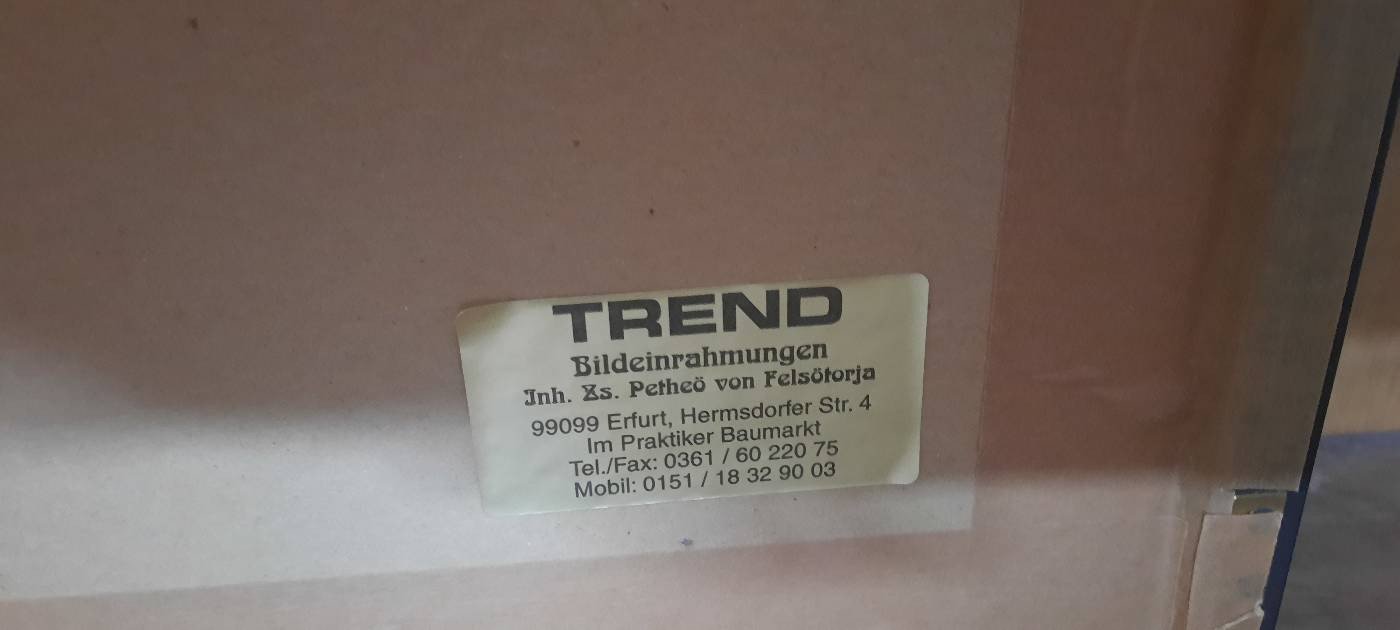 TREND
Bildeinrahmungen
Inh. Zs. Petheö von Felsötorja
99099 Erfurt, Hermsdorfer Str. 4
Im Praktiker Baumarkt
Tel./Fax: 0361 / 60 220 75
Mobil: 0151 / 18 32 90 03